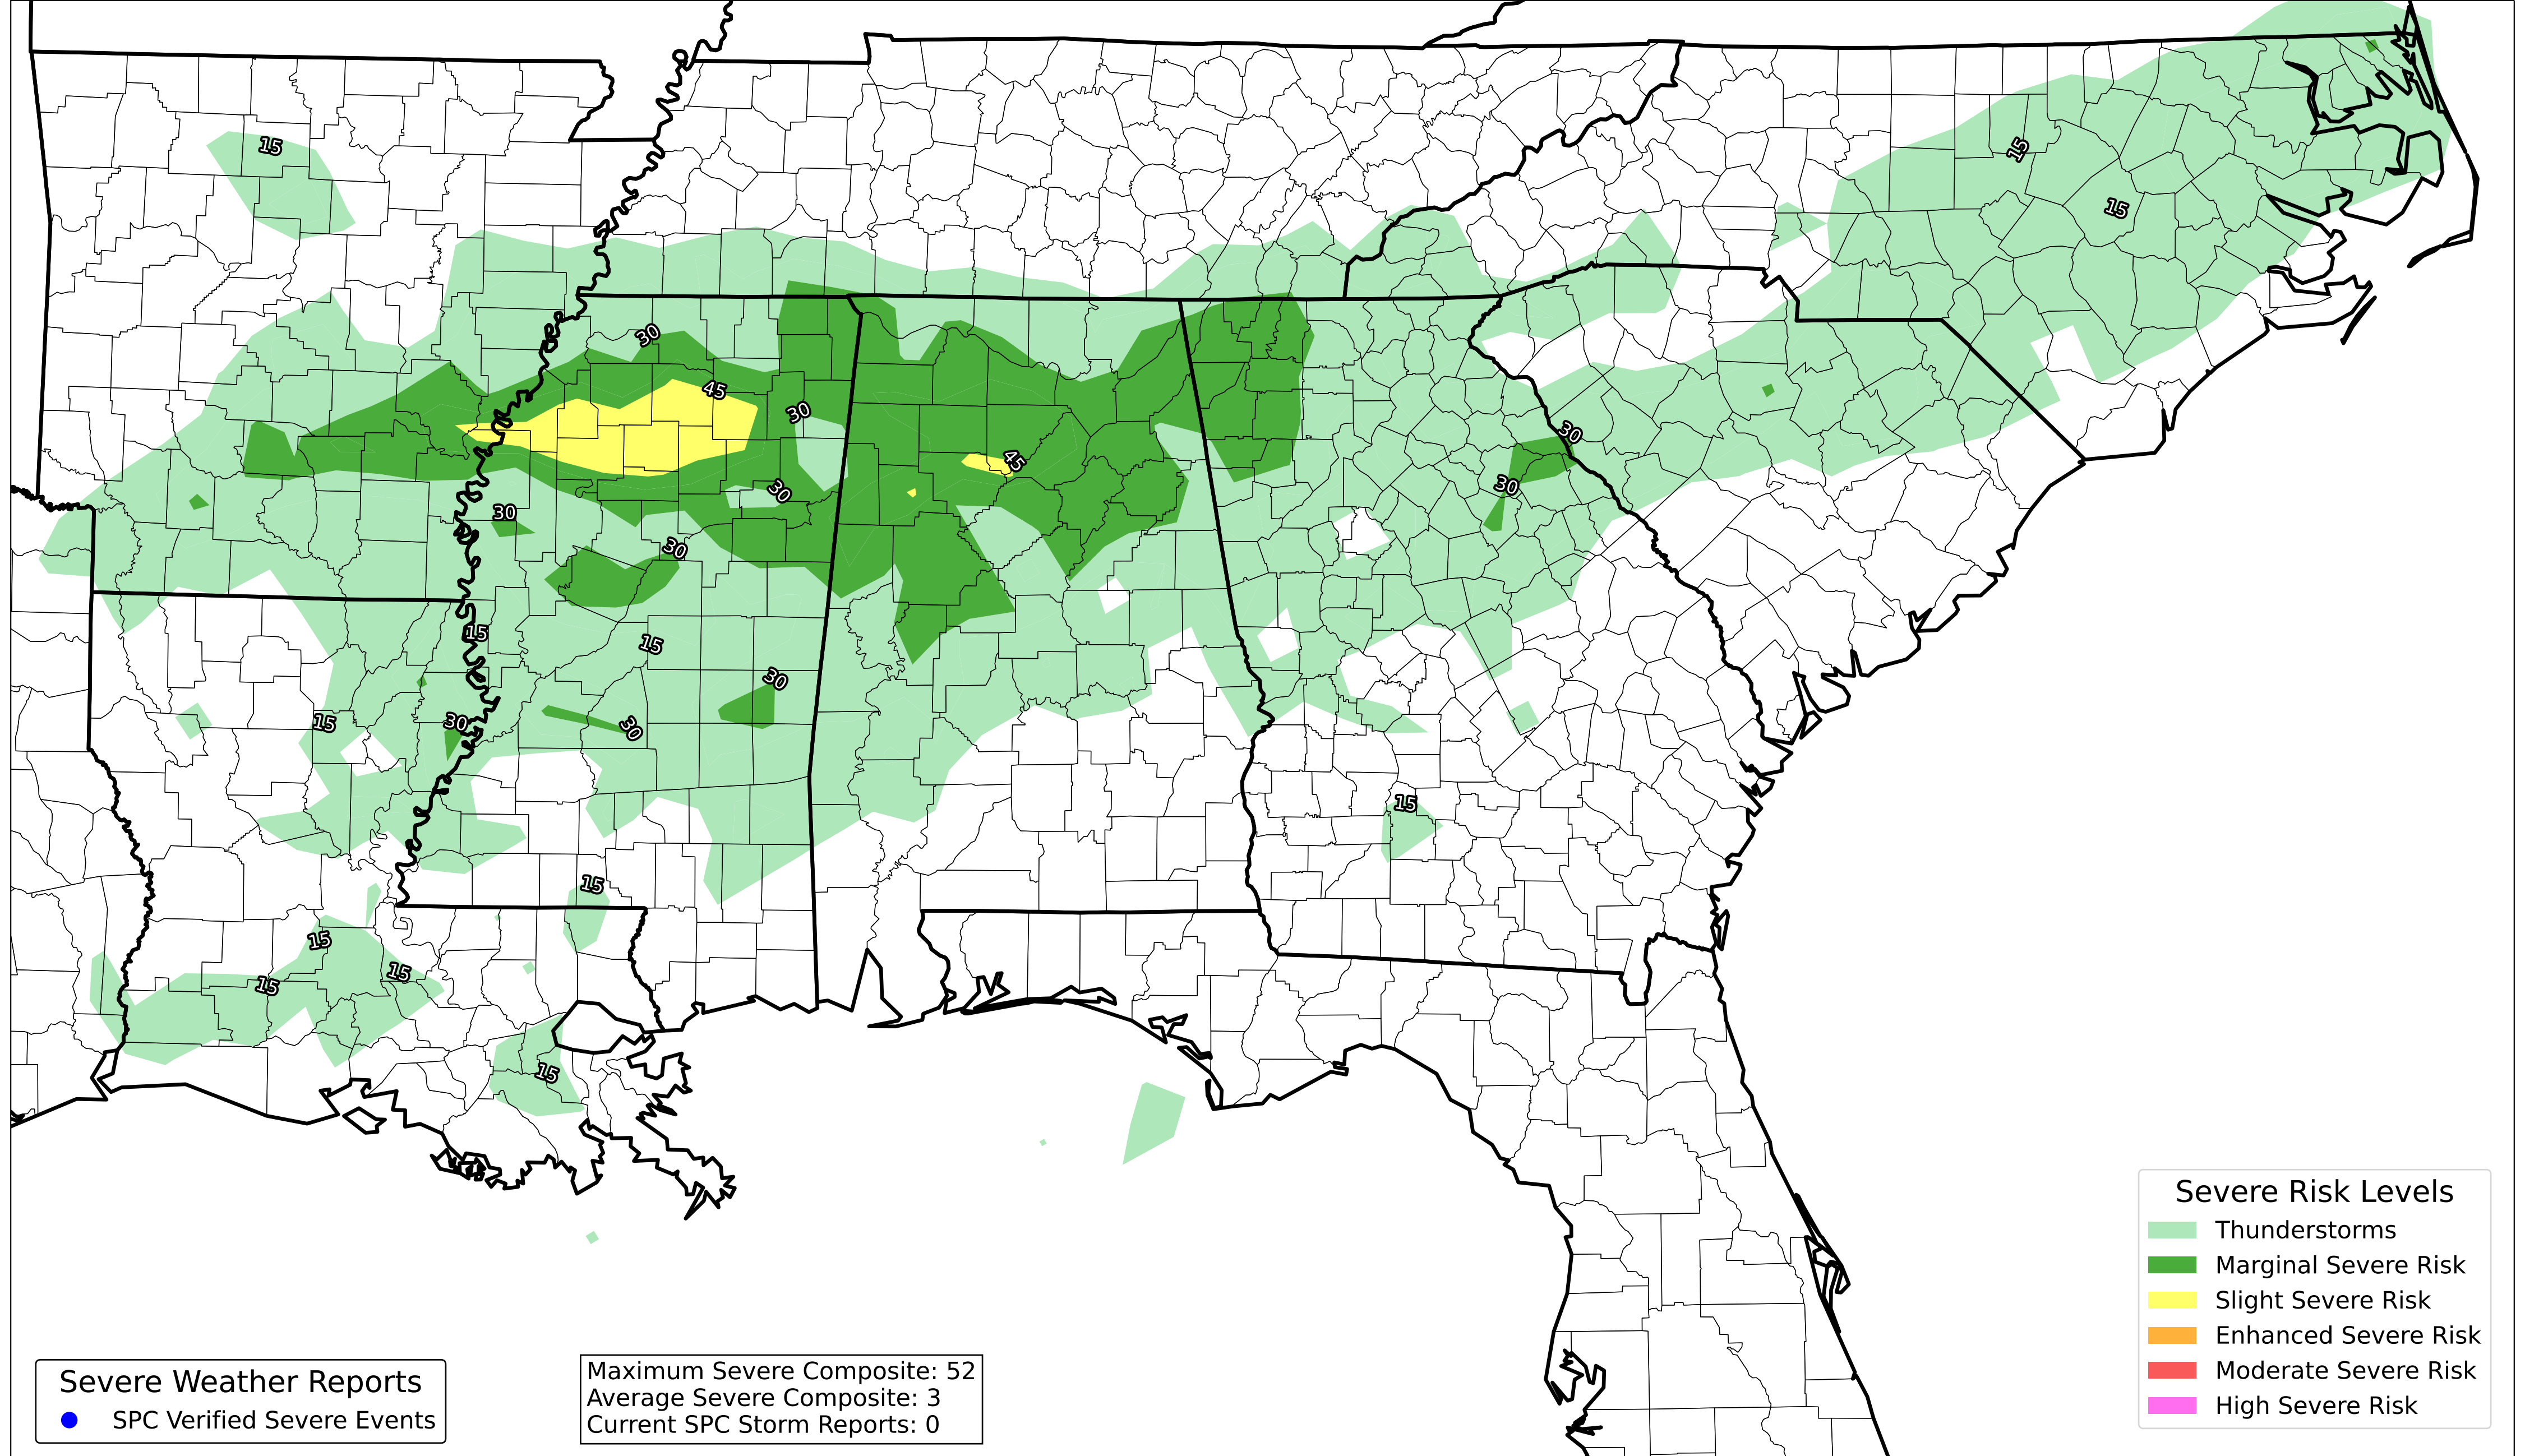 15
15
15
30
45
30
30
45
30
30
30
30
15
15
30
15
30
30
15
15
15
15
15
15
Severe Risk Levels
Thunderstorms
Marginal Severe Risk
Slight Severe Risk
Enhanced Severe Risk
Moderate Severe Risk
High Severe Risk
Severe Weather Reports
SPC Verified Severe Events
Maximum Severe Composite: 52
Average Severe Composite: 3
Current SPC Storm Reports: 0